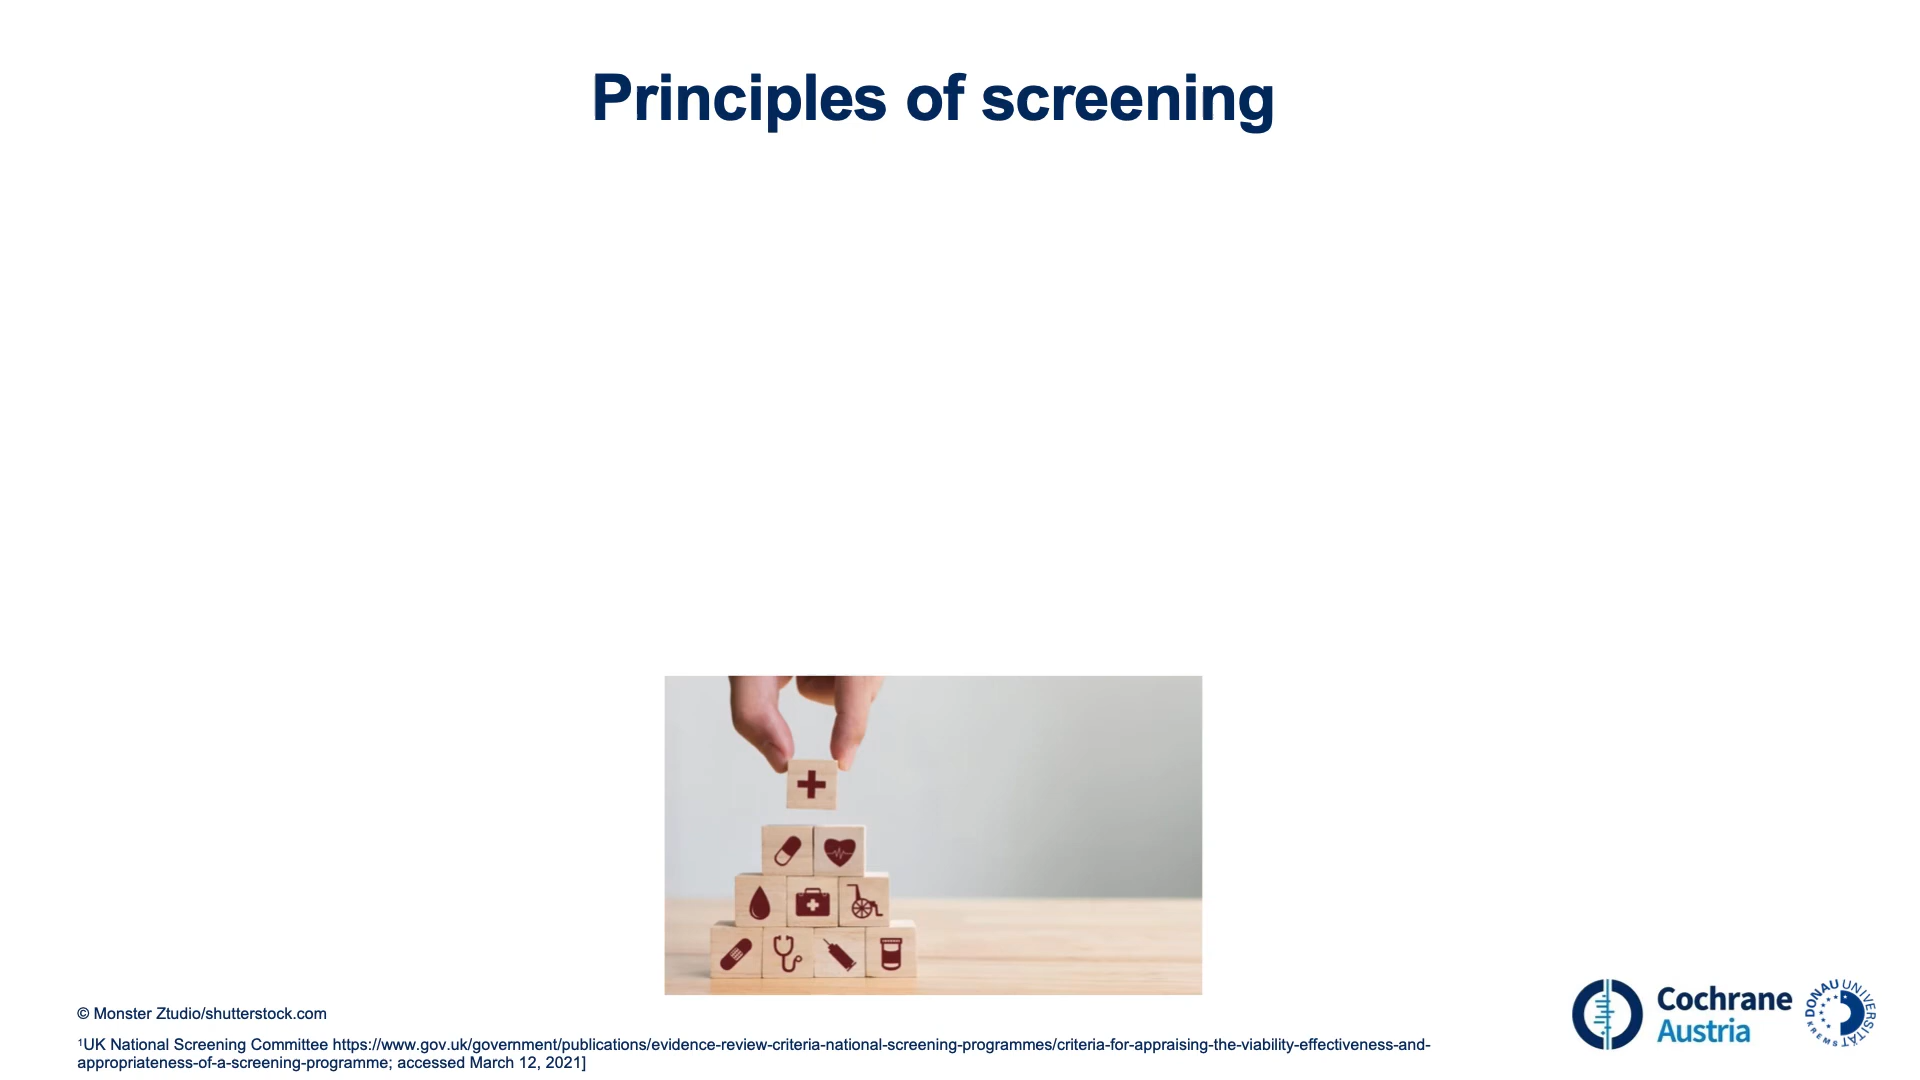 Principles of screening
© Monster Ztudio/shutterstock.com
¹UK National Screening Committee https://www.gov.uk/government/publications/evidence-review-criteria-national-screening-programmes/criteria-for-appraising-the-viability-effectiveness-and-
appropriateness-of-a-screening-programme; accessed March 12, 2021]
Cochrane
Austria
DONAU UNIVERSITÄT
KREMS